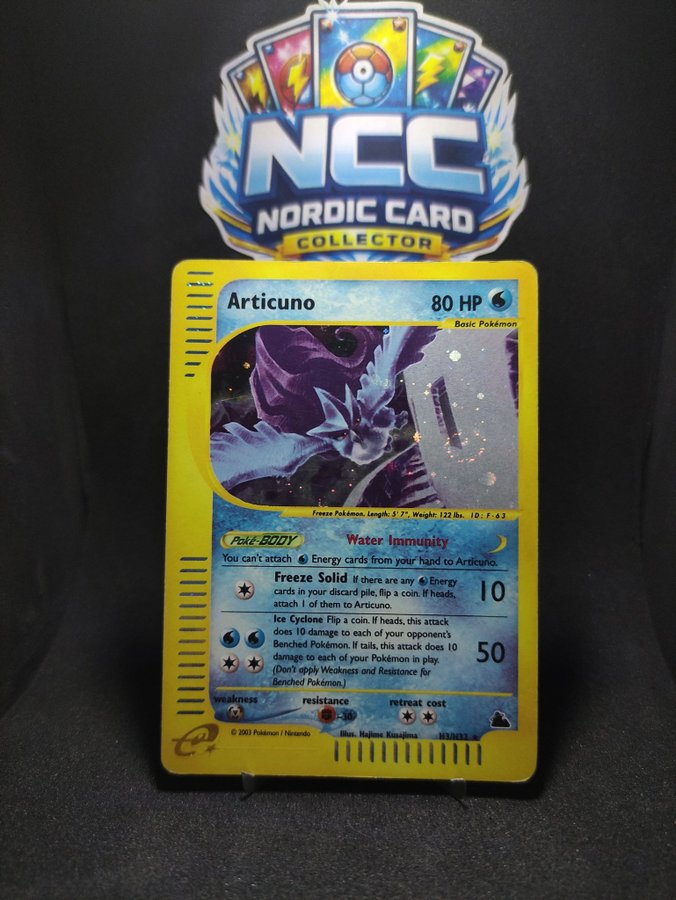 NCC
NORDIC CARD
COLLECTOR
Articuno 80 HP
Basic Pokémon
Freeze Pokémon. Length: 5' 7", Weight: 122 lbs. ID: F-63
Poké-BODY Water Immunity
You can't attach Energy cards from your hand to Articuno.
Freeze Solid If there are any Energy
cards in your discard pile, flip a coin. If heads,
attach 1 of them to Articuno.
10
Ice Cyclone Flip a coin. If heads, this attack
does 10 damage to each of your opponent's
Benched Pokémon. If tails, this attack does 10
damage to each of your Pokémon in play.
(Don't apply Weakness and Resistance for
Benched Pokémon.)
50
weakness resistance retreat cost
-30
© 2003 Pokémon / Nintendo Illus. Hajime Kusajima H3/H32
e